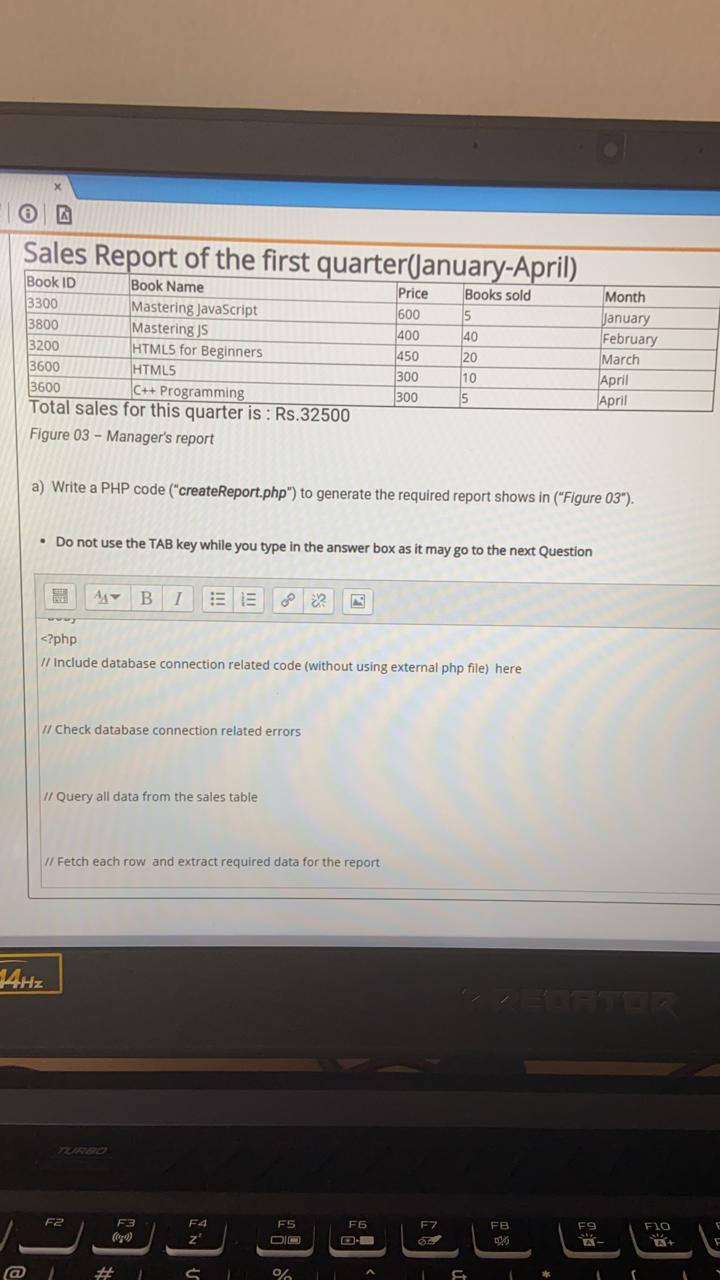 Sales Report of the first quarter(January-April)
Book ID Book Name Price Books sold Month
3300 Mastering JavaScript 600 5 January
3800 Mastering JS 400 40 February
3200 HTML5 for Beginners 450 20 March
3600 HTML5 300 10 April
3600 C++ Programming 300 5 April
Total sales for this quarter is : Rs.32500
Figure 03 – Manager's report
a) Write a PHP code ("createReport.php") to generate the required report shows in ("Figure 03").
• Do not use the TAB key while you type in the answer box as it may go to the next Question
B I
<?php
// Include database connection related code (without using external php file) here
// Check database connection related errors
// Query all data from the sales table
// Fetch each row and extract required data for the report
44Hz
PREDATOR
TURBO
F2 F3 F4 F5 F6 F7 F8 F9 F10
@ # $ % ^ & * (